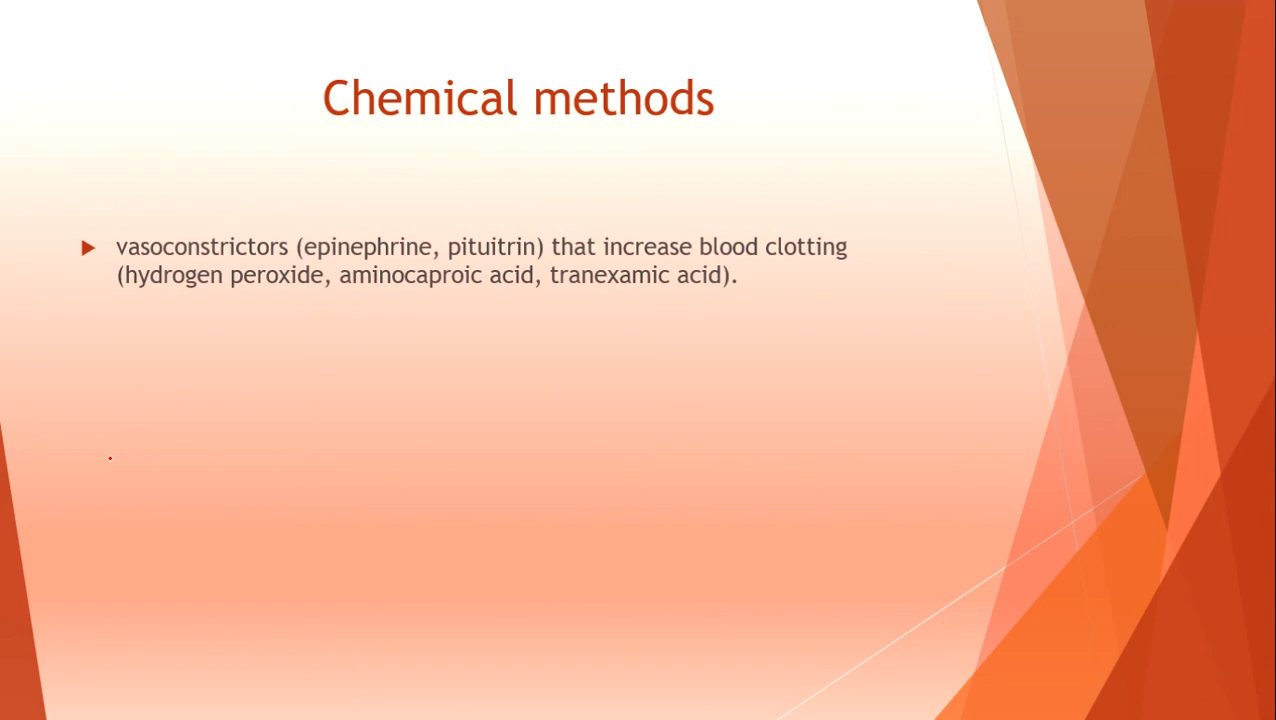 Chemical methods
vasoconstrictors (epinephrine, pituitrin) that increase blood clotting
(hydrogen peroxide, aminocaproic acid, tranexamic acid).